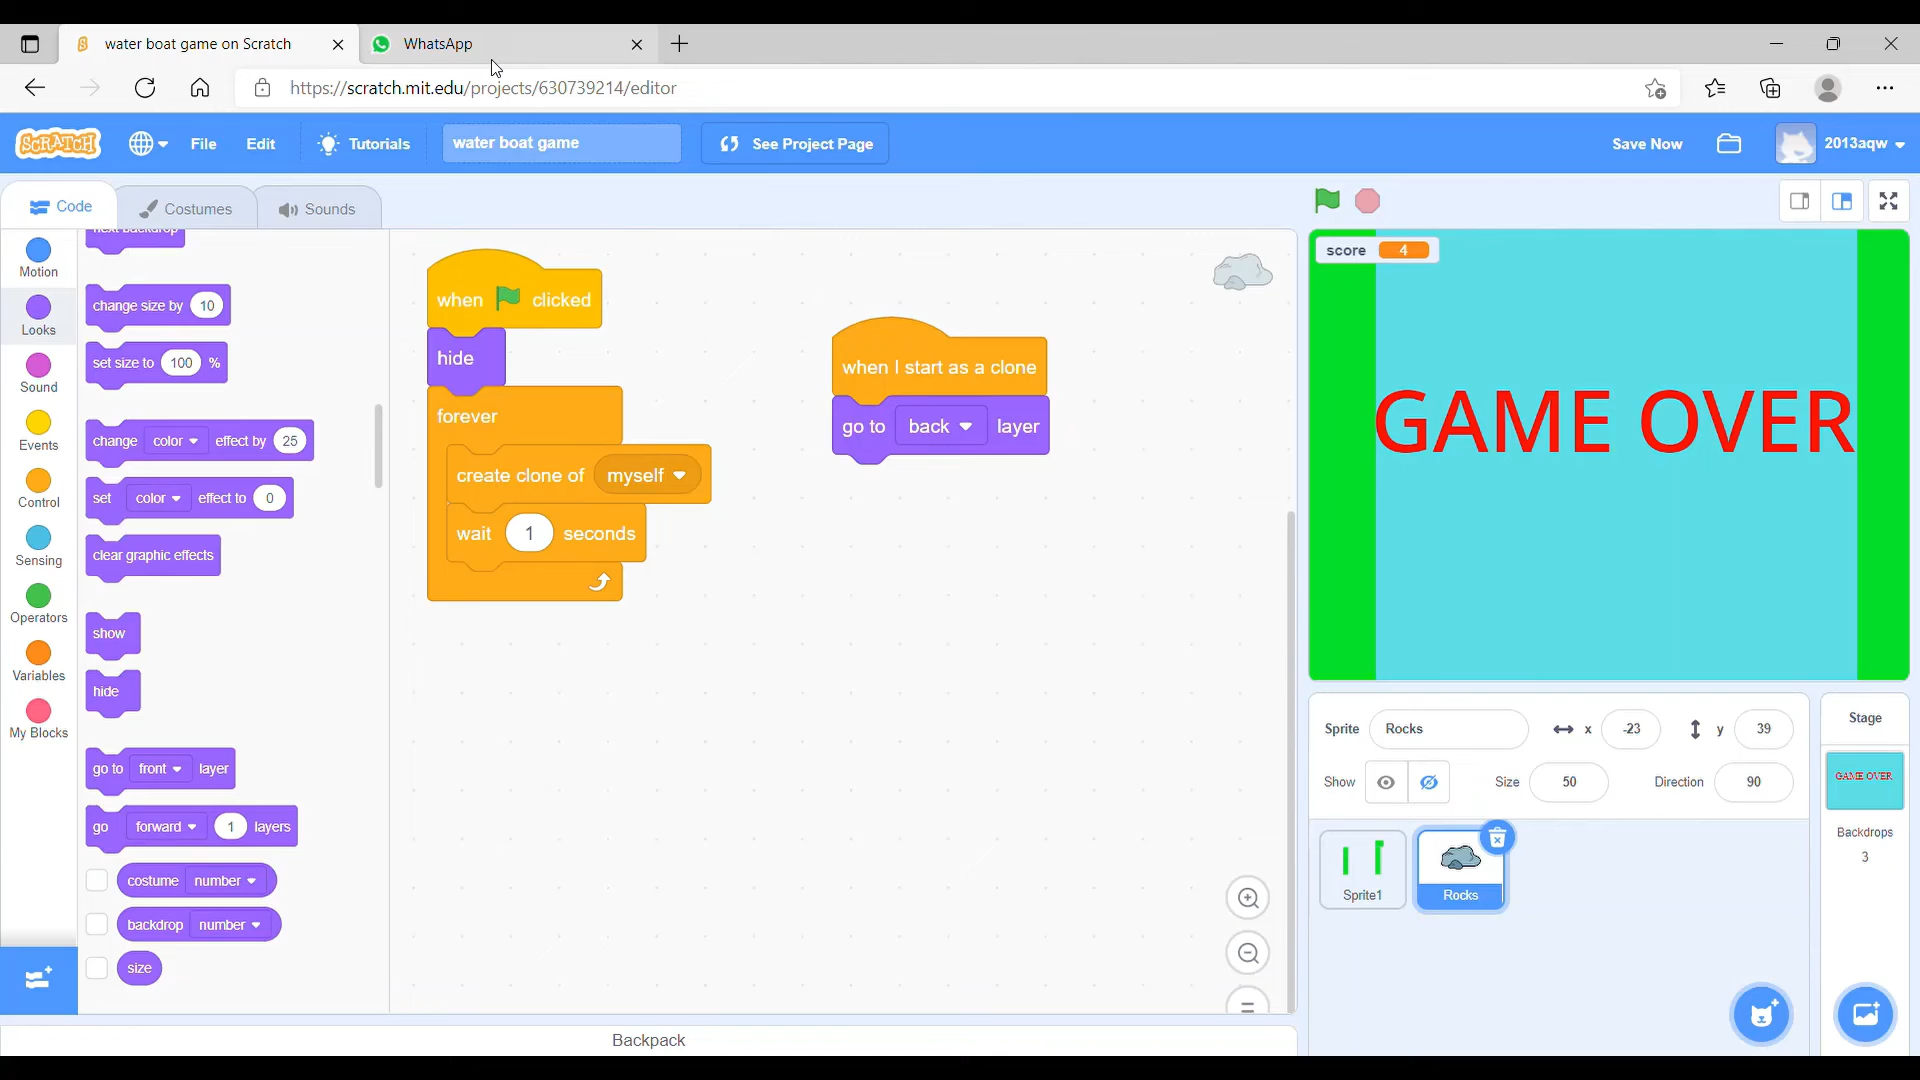 water boat game on Scratch
WhatsApp
https://scratch.mit.edu/projects/630739214/editor
SCRATCH
File
Edit
Tutorials
water boat game
See Project Page
Save Now
2013aqw
Code
Costumes
Sounds
Motion
Looks
Sound
Events
Control
Sensing
Operators
Variables
My Blocks
next backdrop
change size by 10
set size to 100 %
change color effect by 25
set color effect to 0
clear graphic effects
show
hide
go to front layer
go forward 1 layers
costume number
backdrop number
size
when clicked
hide
forever
create clone of myself
wait 1 seconds
when I start as a clone
go to back layer
score 4
GAME OVER
Sprite Rocks x -23 y 39
Show Size 50 Direction 90
Sprite1
Rocks
Stage
GAME OVER
Backdrops
3
Backpack